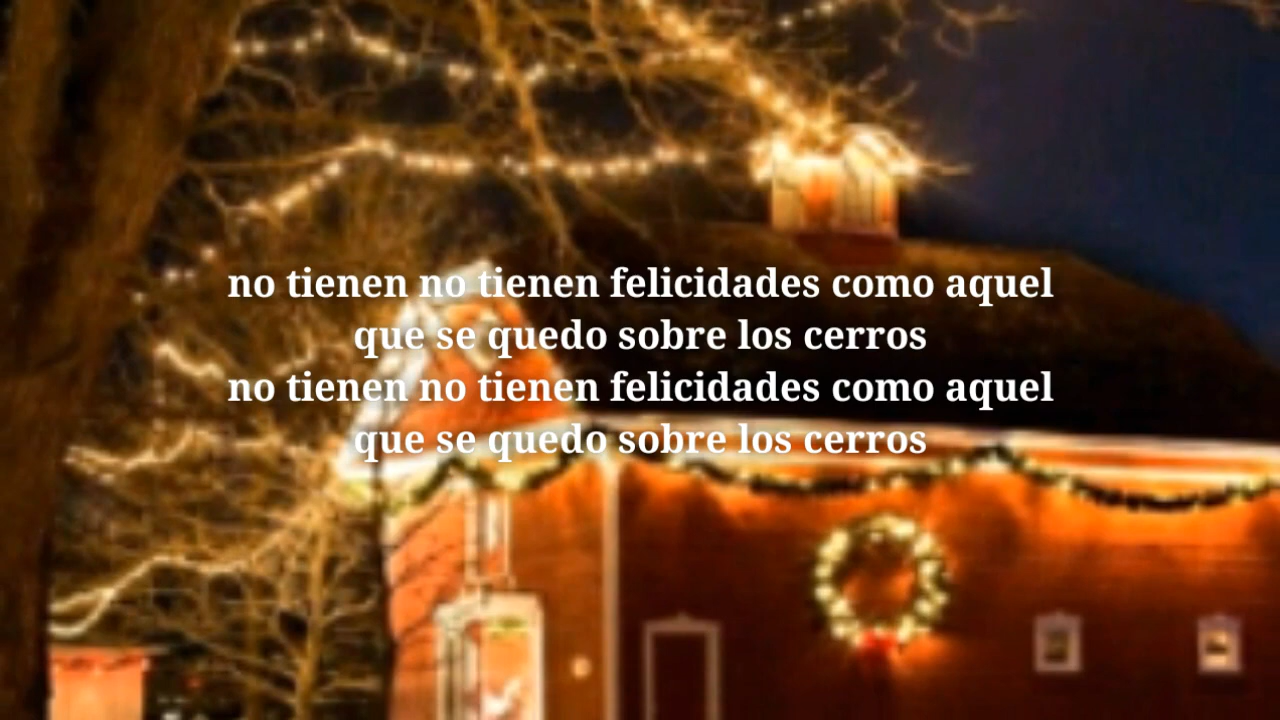 no tienen no tienen felicidades como aquel
que se quedo sobre los cerros
no tienen no tienen felicidades como aquel
que se quedo sobre los cerros